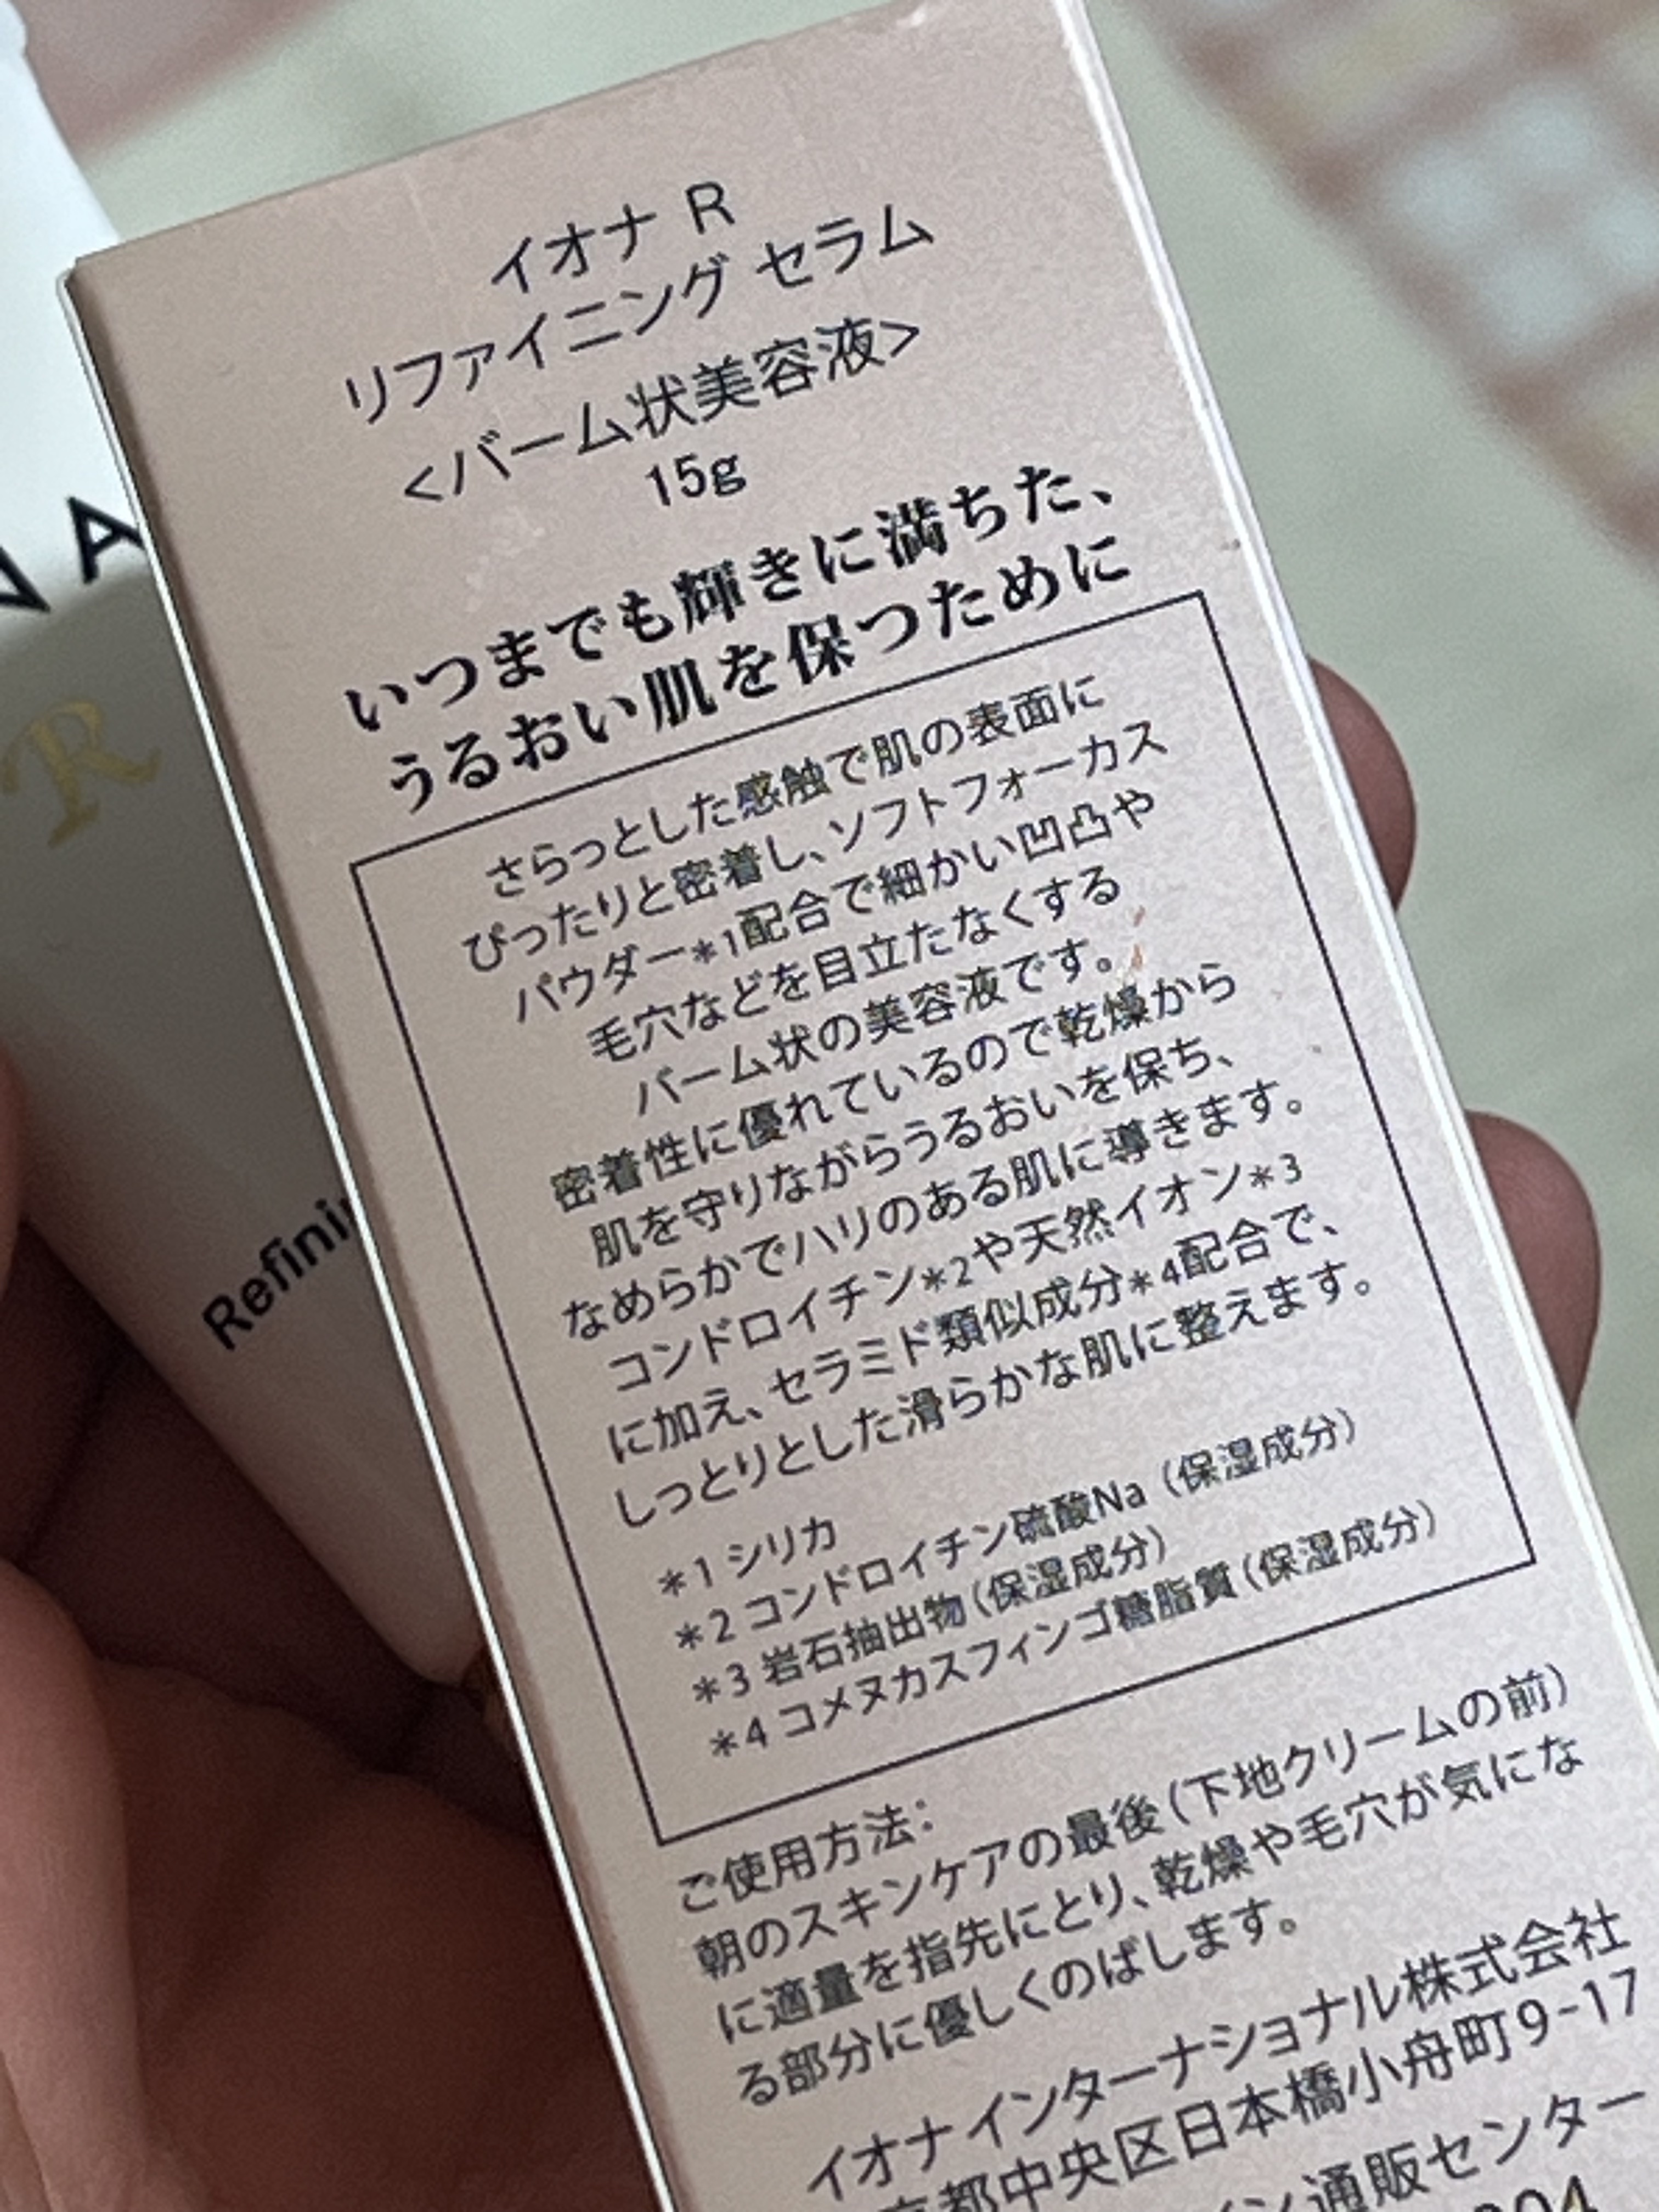 イオナ R
リファイニング セラム
<バーム状美容液>
15g
いつまでも輝きに満ちた、
うるおい肌を保つために
さらっとした感触で肌の表面に
ぴったりと密着し、ソフトフォーカス
パウダー*1配合で細かい凹凸や
毛穴などを目立たなくする
バーム状の美容液です。
密着性に優れているので乾燥から
肌を守りながらうるおいを保ち、
なめらかでハリのある肌に導きます。
コンドロイチン*2や天然イオン*3
に加え、セラミド類似成分*4配合で、
しっとりとした滑らかな肌に整えます。
*1 シリカ
*2 コンドロイチン硫酸Na (保湿成分)
*3 岩石抽出物(保湿成分)
*4 コメヌカスフィンゴ糖脂質(保湿成分)
ご使用方法:
朝のスキンケアの最後(下地クリームの前)
に適量を指先にとり、乾燥や毛穴が気にな
る部分に優しくのばします。
イオナ インターナショナル株式会社
都中央区日本橋小舟町9-17
通販センター
NA
R
Refinin